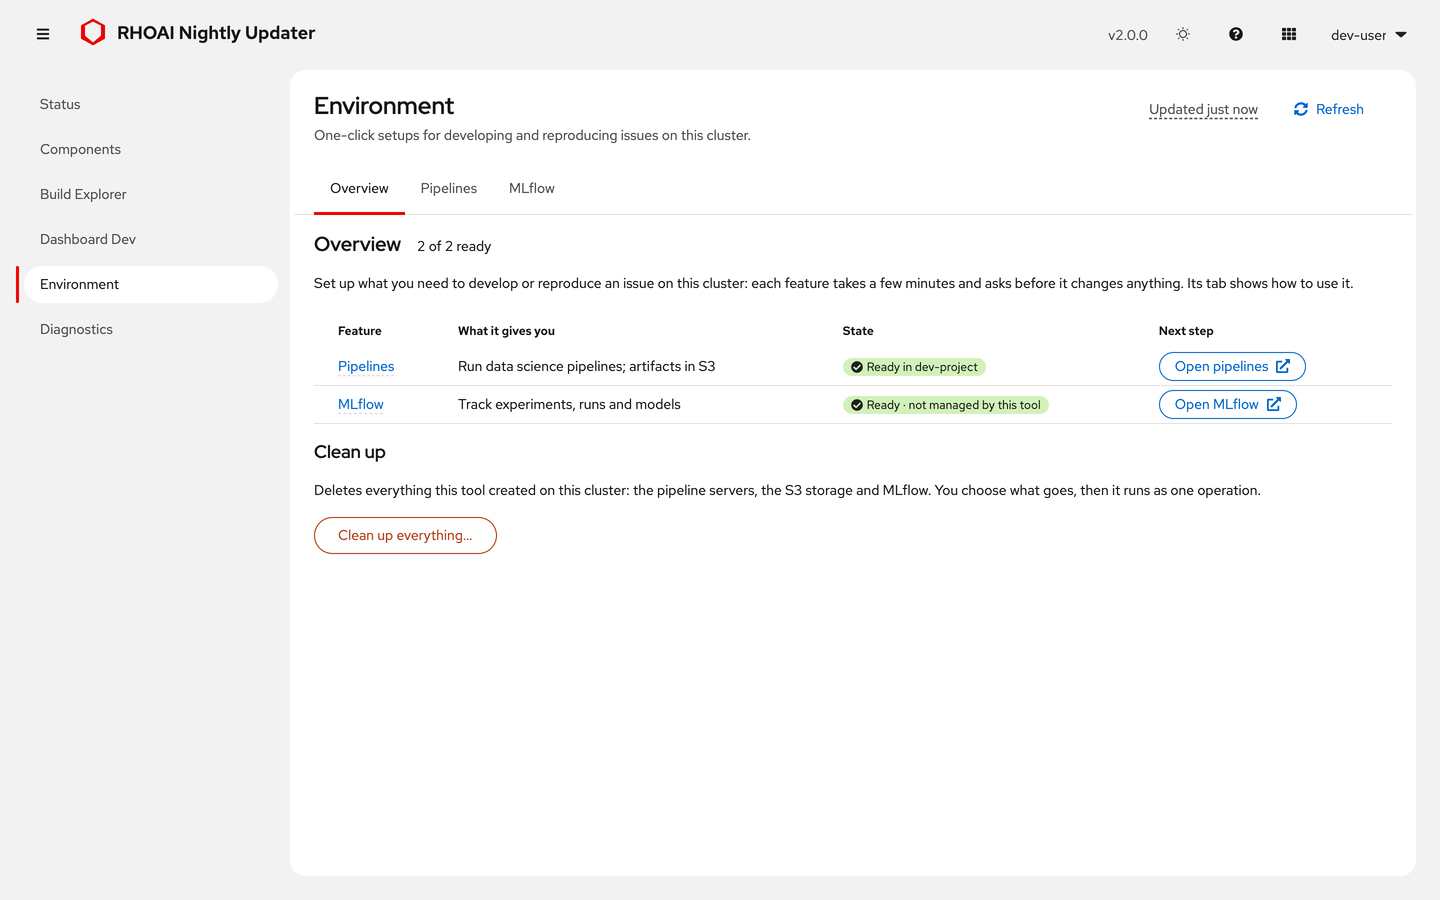 RHOAI Nightly Updater
v2.0.0
dev-user
Status
Components
Build Explorer
Dashboard Dev
Environment
Diagnostics
Environment
One-click setups for developing and reproducing issues on this cluster.
Updated just now
Refresh
Overview Pipelines MLflow
Overview 2 of 2 ready
Set up what you need to develop or reproduce an issue on this cluster: each feature takes a few minutes and asks before it changes anything. Its tab shows how to use it.
Feature What it gives you State Next step
Pipelines Run data science pipelines; artifacts in S3 Ready in dev-project Open pipelines
MLflow Track experiments, runs and models Ready · not managed by this tool Open MLflow
Clean up
Deletes everything this tool created on this cluster: the pipeline servers, the S3 storage and MLflow. You choose what goes, then it runs as one operation.
Clean up everything...